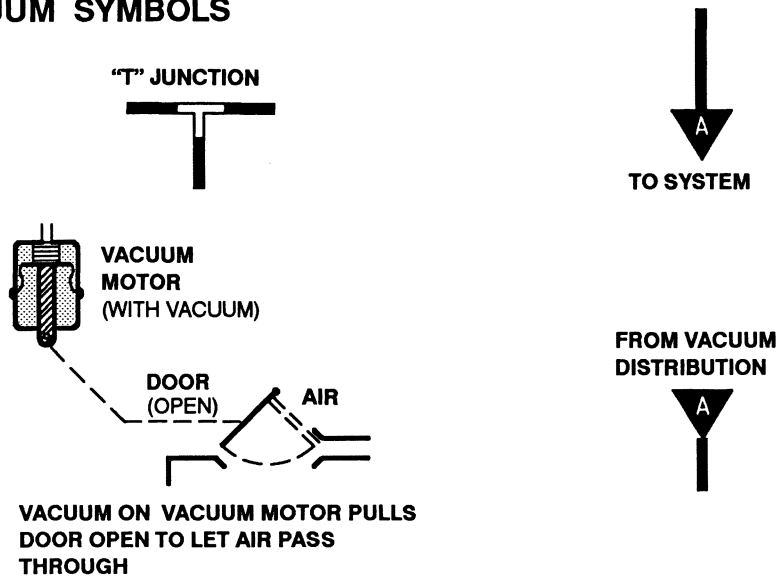 SYMBOLS
“T” JUNCTION
A
TO SYSTEM
VACUUM
MOTOR
(WITH VACUUM)
DOOR
(OPEN)
AIR
VACUUM ON VACUUM MOTOR PULLS
DOOR OPEN TO LET AIR PASS
THROUGH
FROM VACUUM
DISTRIBUTION
A